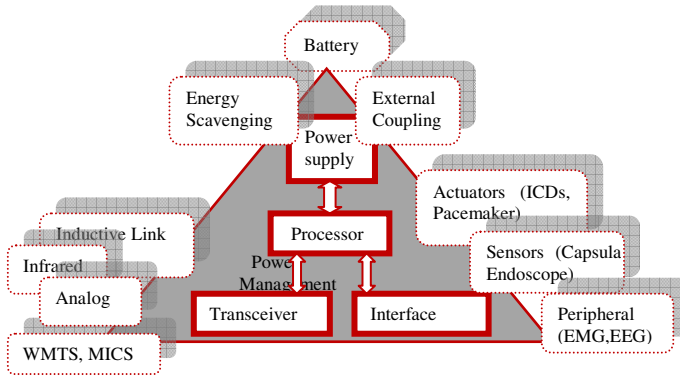 Battery
Energy
Scavenging
External
Coupling
Power
supply
Actuators (ICDs,
Pacemaker)
Inductive Link
Processor
Sensors (Capsula
Endoscope)
Infrared
Power
Management
Analog
Transceiver
Interface
Peripheral
(EMG,EEG)
WMTS, MICS